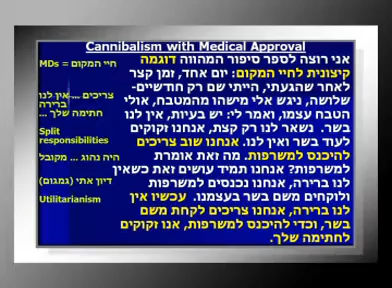 Cannibalism with Medical Approval
אני רוצה לספר סיפור המהווה דוגמה
קיצונית לחיי המקום: יום אחד, זמן קצר
לאחר שהגעתי, הייתי שם רק חודשיים-
שלושה, ניגש אלי מישהו מהמטבח, אולי
הטבח עצמו, ואמר לי: יש בעיות, אין לנו
בשר. נשאר לנו רק קצת, אנחנו זקוקים
לעוד בשר ואין לנו. אנחנו שוב צריכים
להיכנס למשרפות. מה זאת אומרת
למשרפות? אנחנו תמיד עושים זאת כשאין
לנו ברירה, אנחנו נכנסים למשרפות
ולוקחים משם בשר בעצמנו. עכשיו אין
לנו ברירה, אנחנו צריכים לקחת משם
בשר, וכדי להיכנס למשרפות, אנו זקוקים
לחתימה שלך.
MDs = חיי המקום
צריכים ... אין לנו
ברירה
חתימה שלך ...
Split
responsibilities
היה נהוג ... מקובל
דיון אתי (גמגום)
Utilitarianism